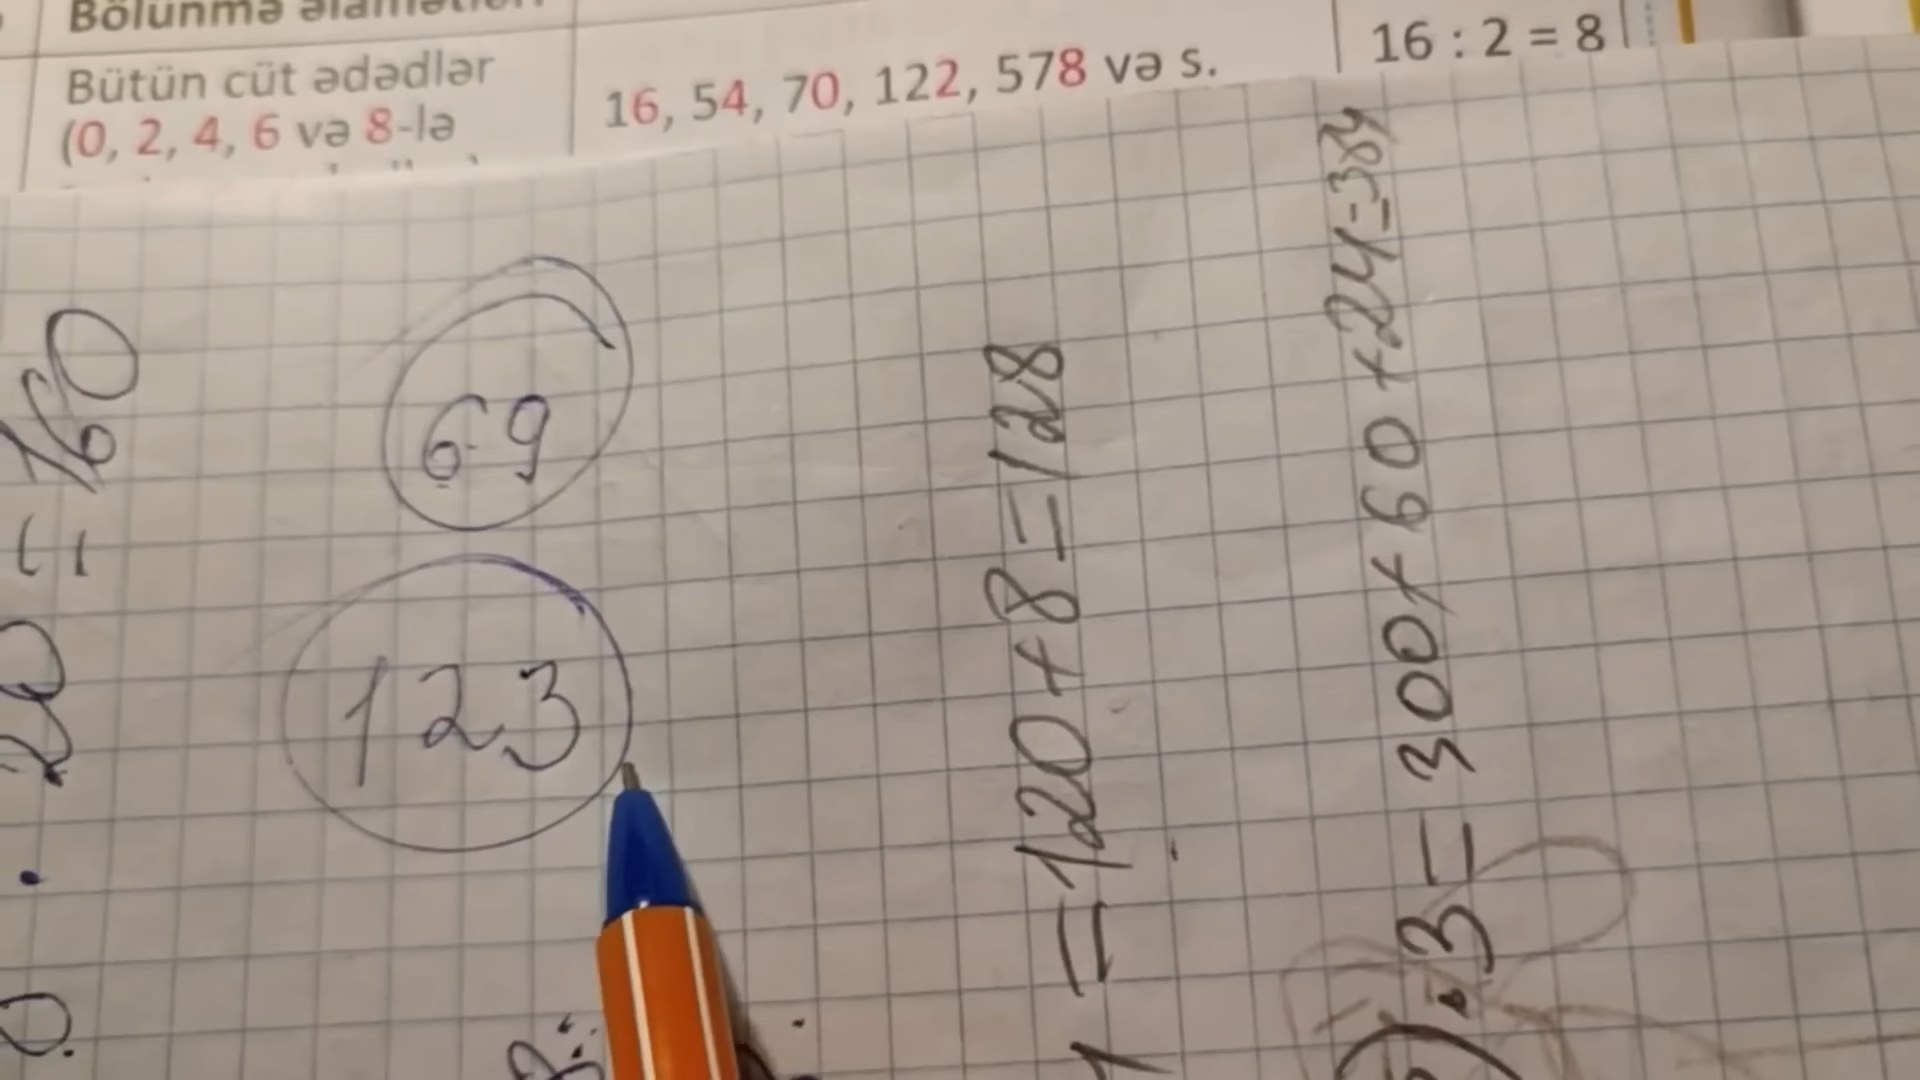 Bölünmə əlamətləri
Bütün cüt ədədlər
(0, 2, 4, 6 və 8-lə
16, 54, 70, 122, 578 və s.
16 : 2 = 8
= 160
69
123
= 120 + 8 = 128
). 3 = 300 + 60 + 24 = 384